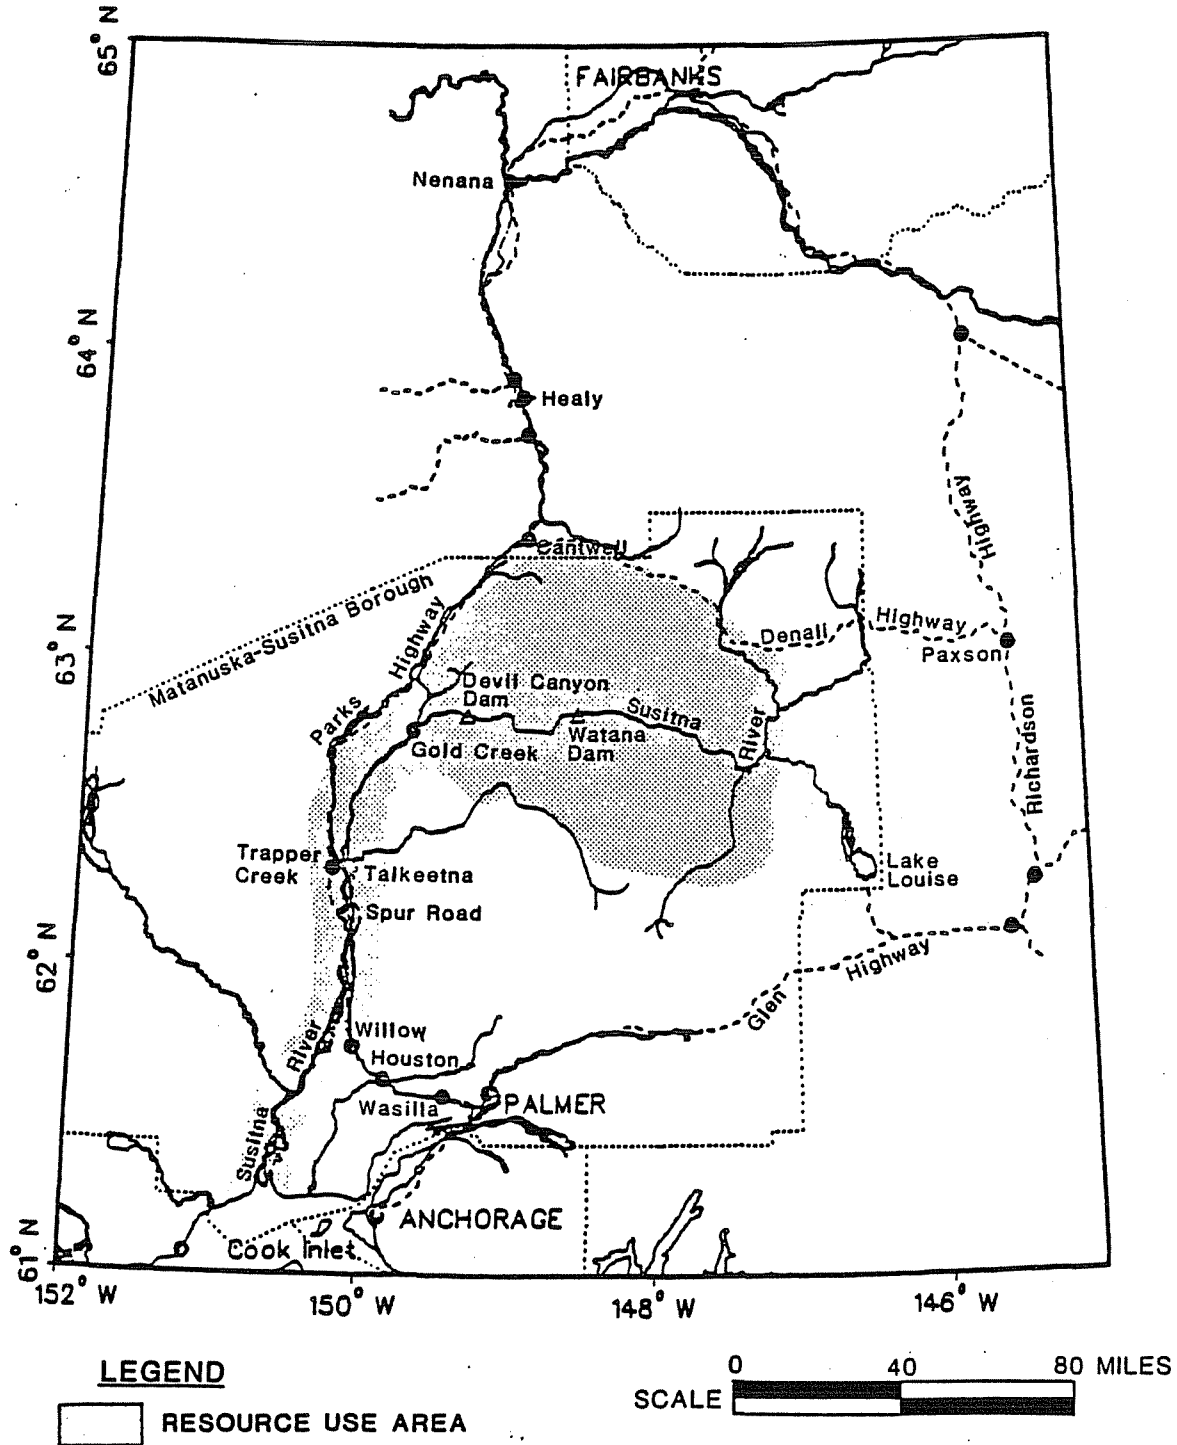 65° N
FAIRBANKS
Nenana
64° N
Healy
Highway
Cantwell
Matanuska-Susitna Borough
Highway
63° N
Denali
Highway
Paxson
Devil Canyon
Dam
Parks
Susitna
River
Gold Creek
Watana
Dam
Richardson
Trapper
Creek
Talkeetna
Lake
Louise
Spur Road
62° N
Glen
Highway
River
Willow
Houston
Wasilla
PALMER
Susitna
ANCHORAGE
Cook Inlet
61° N
152° W
150° W
148° W
146° W
LEGEND
RESOURCE USE AREA
SCALE
0 40 80 MILES